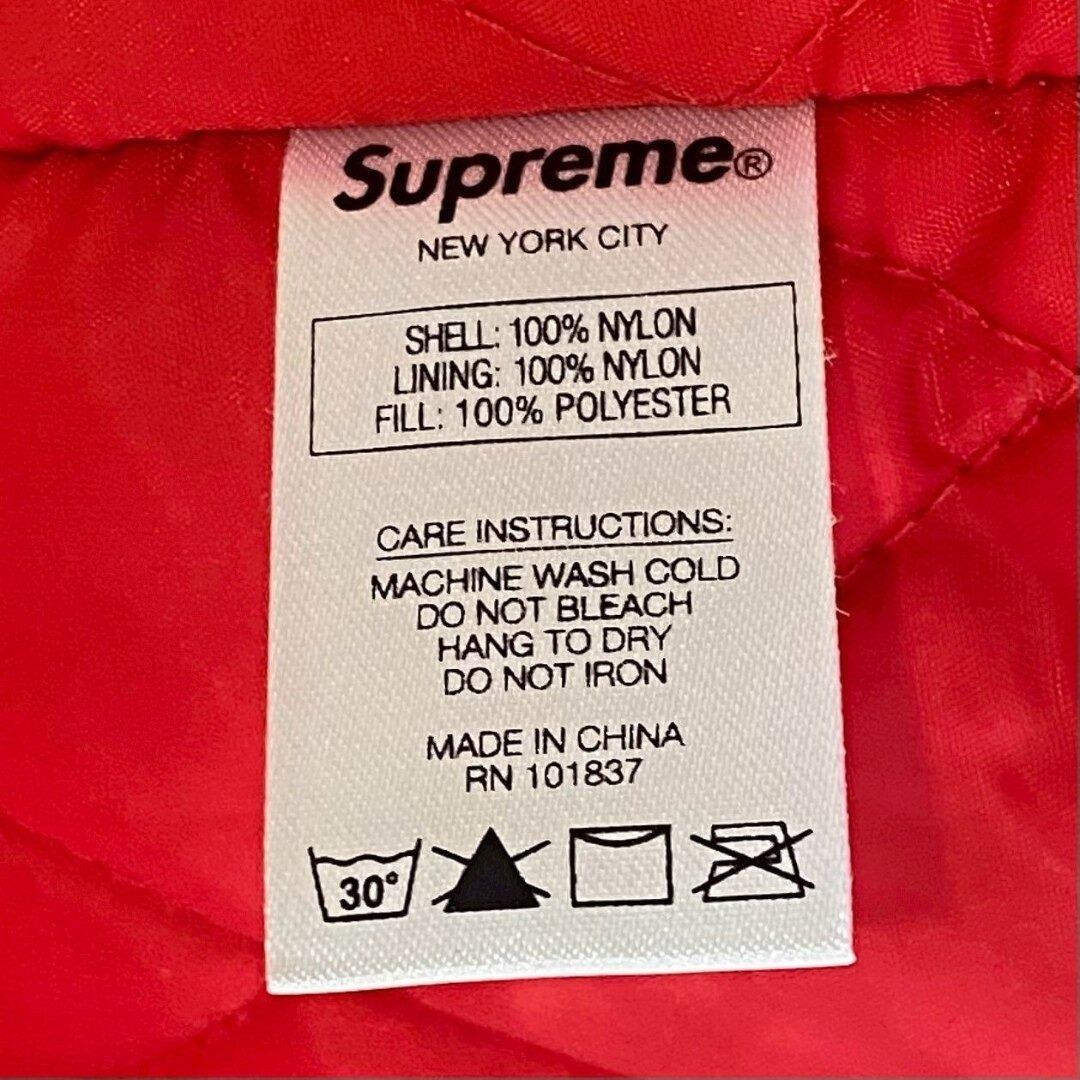 Supreme®
NEW YORK CITY
SHELL: 100% NYLON
LINING: 100% NYLON
FILL: 100% POLYESTER
CARE INSTRUCTIONS:
MACHINE WASH COLD
DO NOT BLEACH
HANG TO DRY
DO NOT IRON
MADE IN CHINA
RN 101837
30°